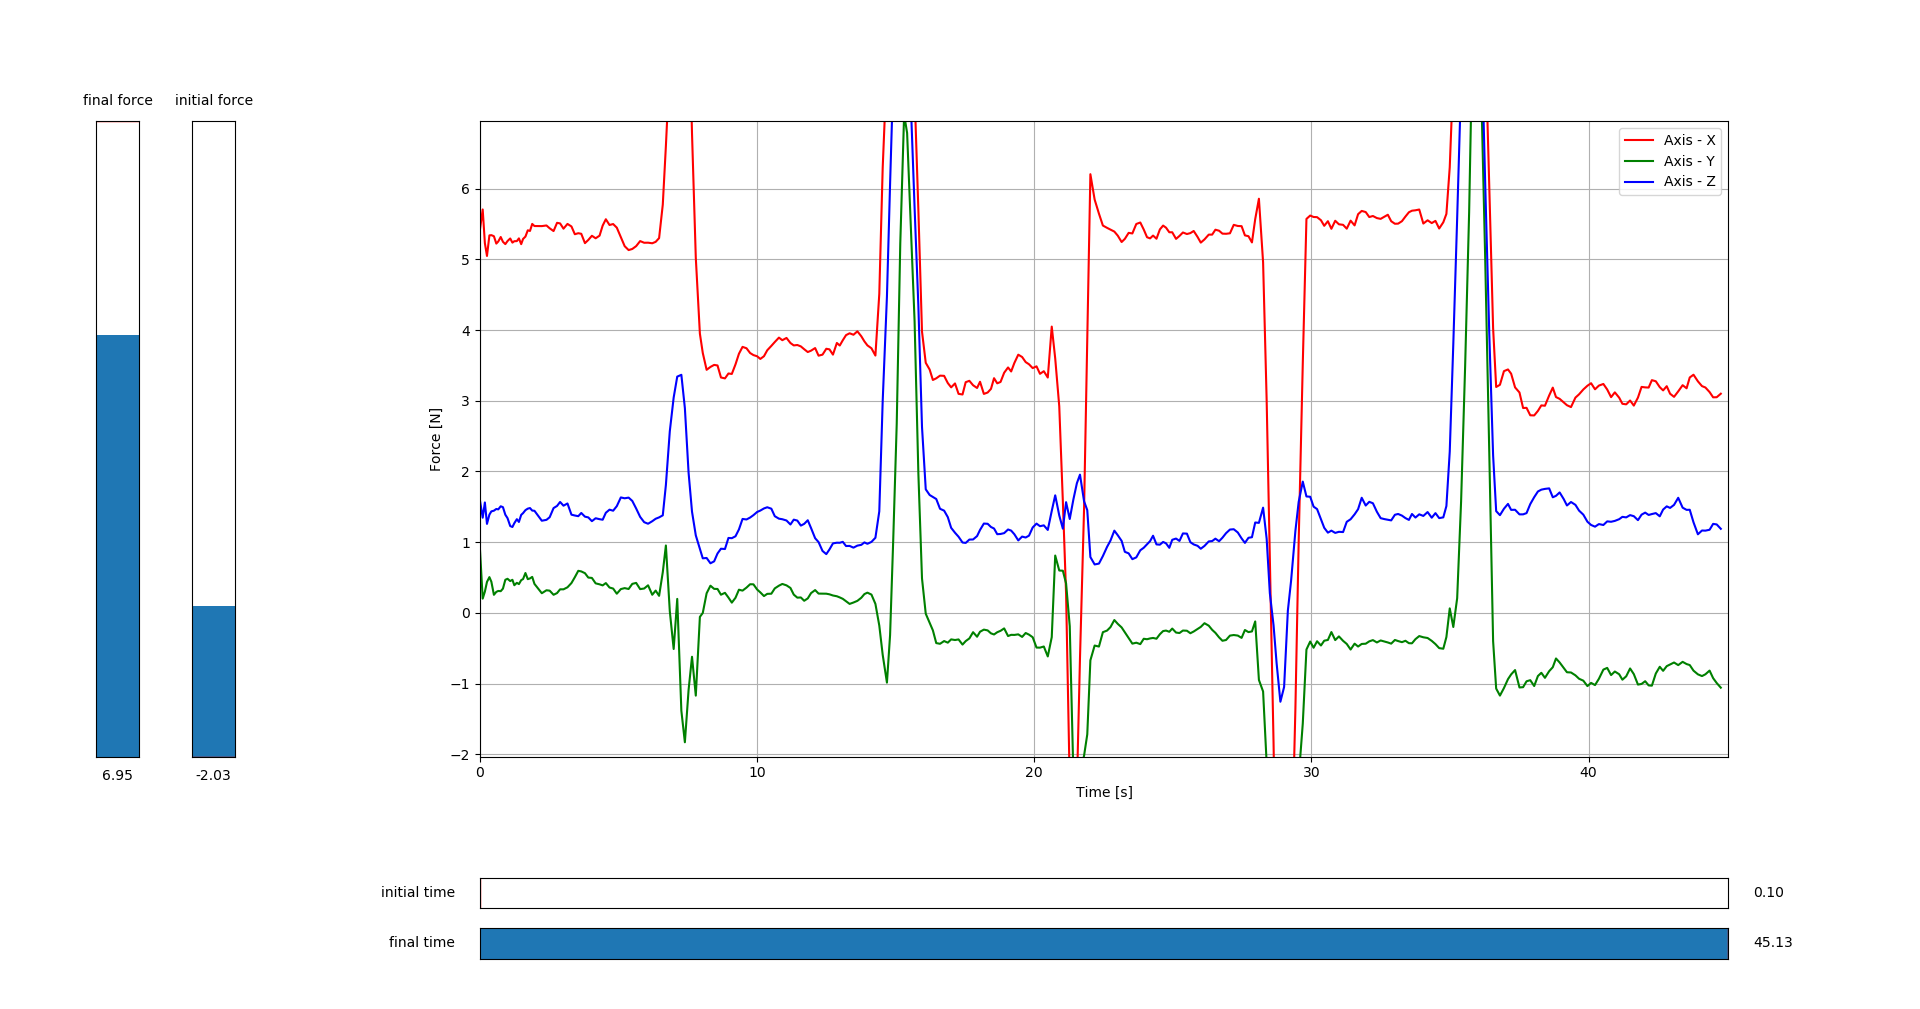 final force
initial force
6.95
-2.03
Force [N]
6
5
4
3
2
1
0
−1
−2
0
10
20
30
40
Time [s]
Axis - X
Axis - Y
Axis - Z
initial time
0.10
final time
45.13